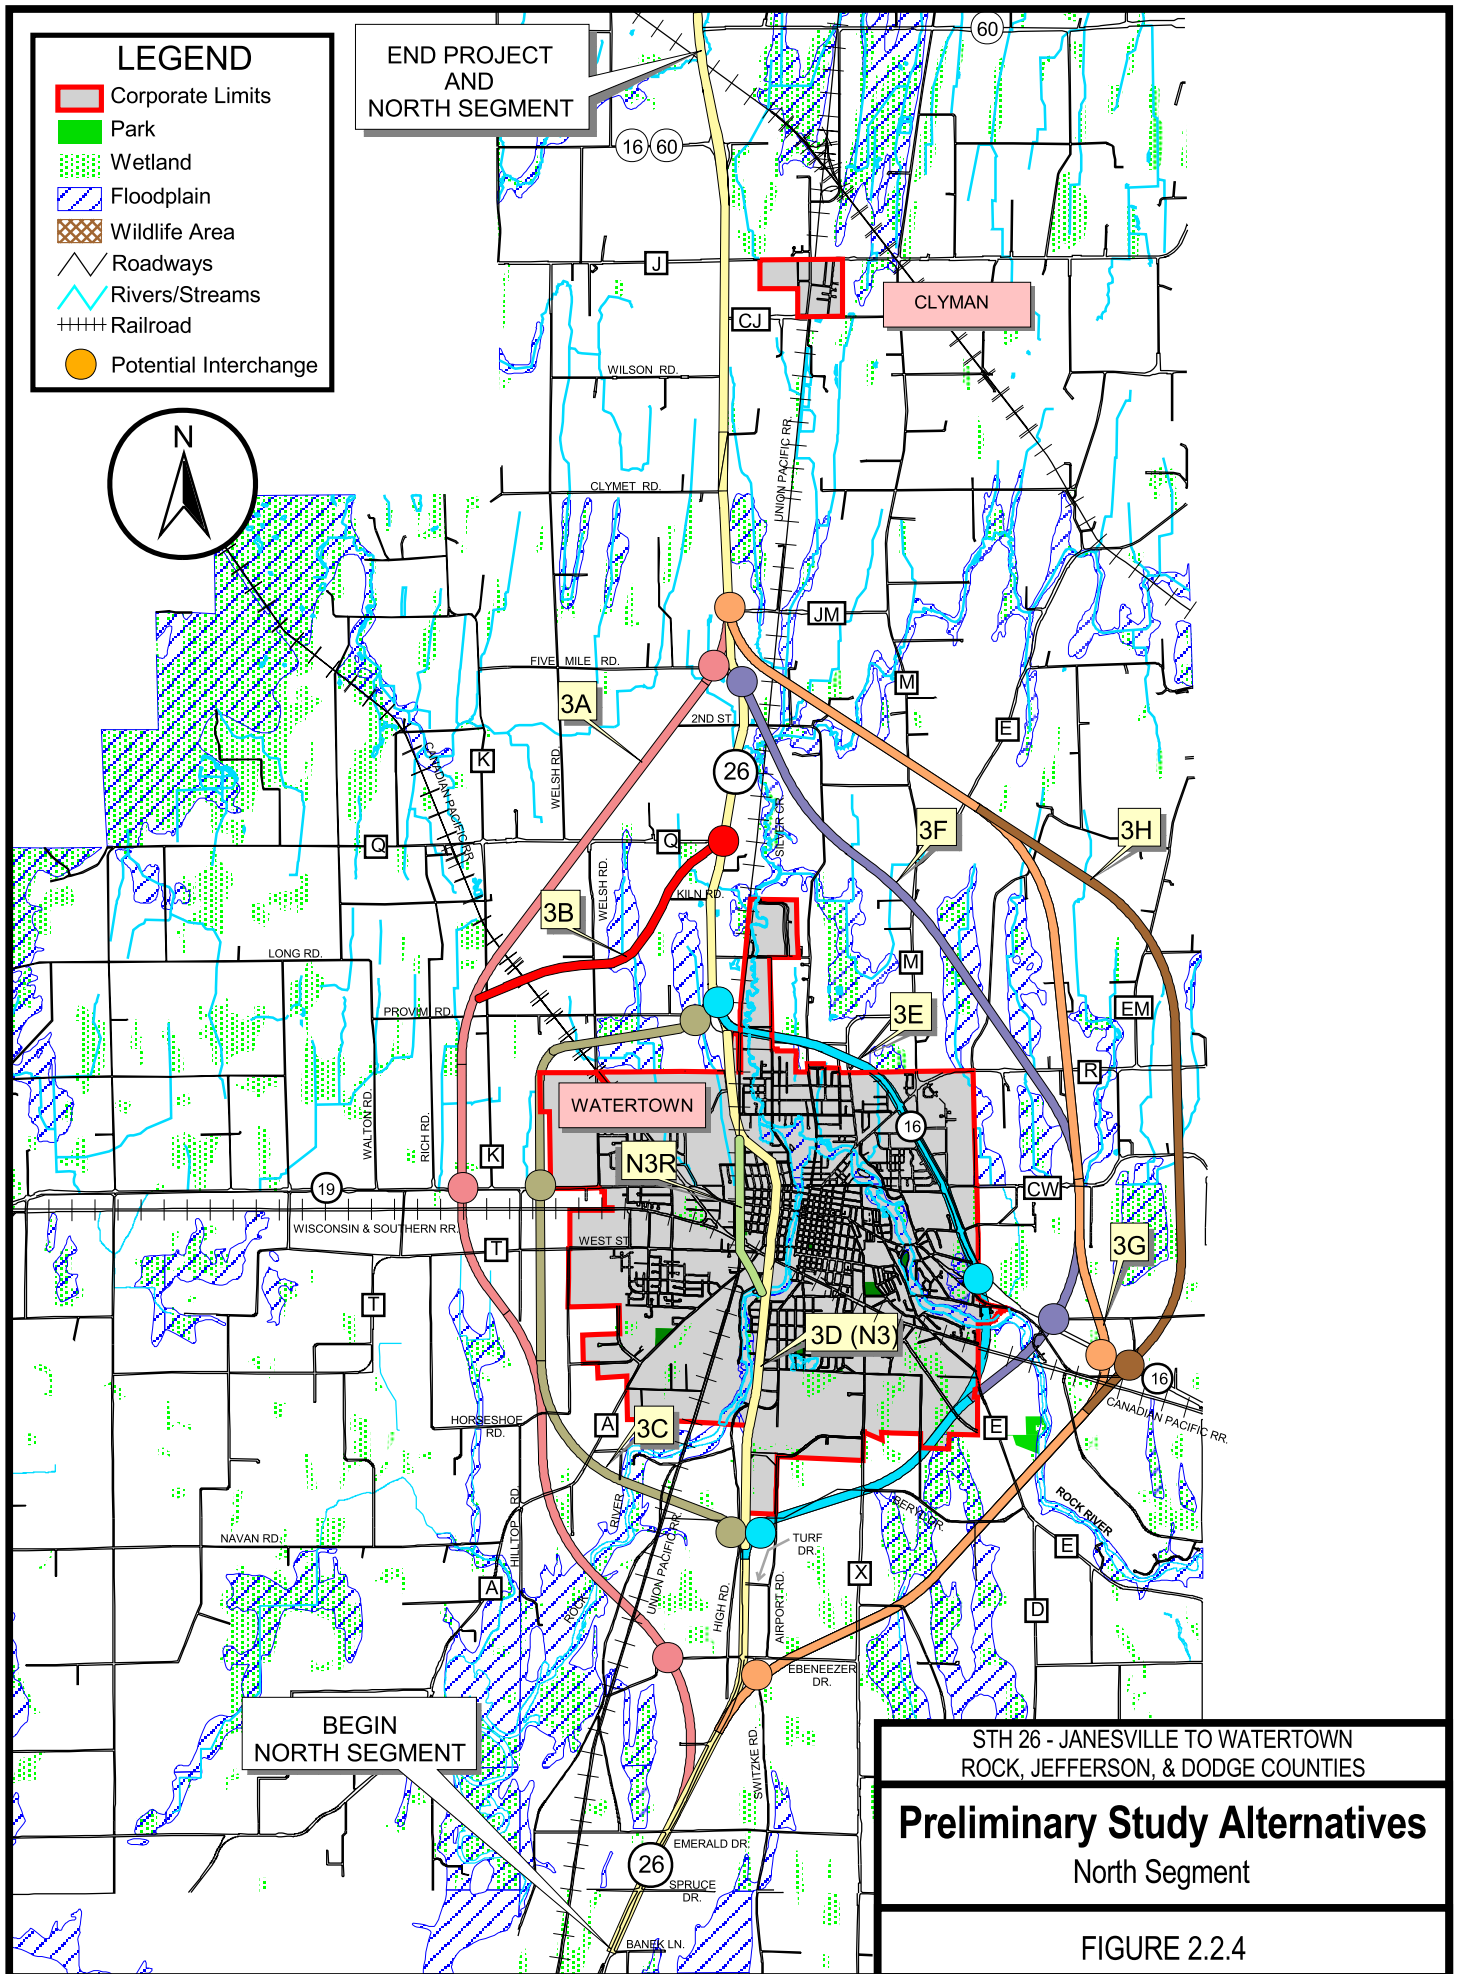 LEGEND
Corporate Limits
Park
Wetland
Floodplain
Wildlife Area
Roadways
Rivers/Streams
Railroad
Potential Interchange
END PROJECT
AND
NORTH SEGMENT
60
16
60
N
J
CLYMAN
CJ
WILSON RD.
UNION PACIFIC RR.
CLYMET RD.
JM
FIVE MILE RD.
M
3A
2ND ST.
E
K
CANADIAN PACIFIC RR.
WELSH RD.
26
SILVER CR.
Q
Q
3F
3H
WELSH RD.
KILN RD.
3B
LONG RD.
M
PROVIM RD.
3E
EM
R
WATERTOWN
WALTON RD.
RICH RD.
16
K
N3R
19
CW
WISCONSIN & SOUTHERN RR.
WEST ST.
T
3G
T
3D (N3)
16
CANADIAN PACIFIC RR.
HORSESHOE
RD.
A
3C
E
HILLTOP RD.
RIVER
ROCK
UNION PACIFIC RR.
ROCK RIVER
NAVAN RD.
TURF
DR.
E
A
X
HIGH RD.
AIRPORT RD.
D
EBENEEZER
DR.
BEGIN
NORTH SEGMENT
SWITZKE RD.
EMERALD DR.
26
SPRUCE
DR.
BANEK LN.
STH 26 - JANESVILLE TO WATERTOWN
ROCK, JEFFERSON, & DODGE COUNTIES
Preliminary Study Alternatives
North Segment
FIGURE 2.2.4